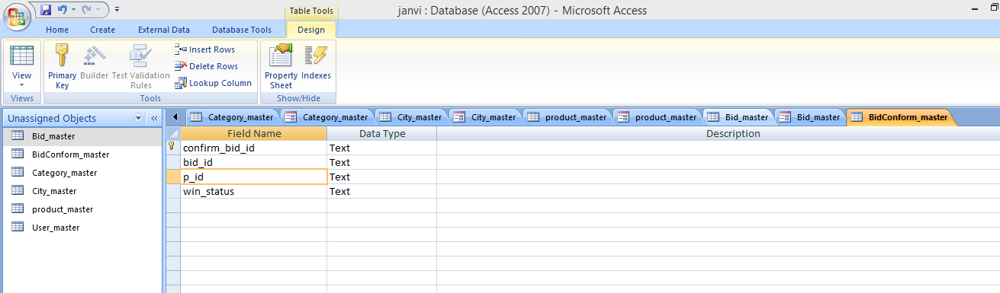 Table Tools
janvi : Database (Access 2007) - Microsoft Access
Home Create External Data Database Tools Design
View
Primary Key
Builder
Test Validation Rules
Insert Rows
Delete Rows
Lookup Column
Property Sheet
Indexes
Views Tools Show/Hide
Unassigned Objects
Category_master Category_master City_master City_master product_master product_master Bid_master Bid_master BidConform_master
Bid_master
BidConform_master
Category_master
City_master
product_master
User_master
Field Name Data Type Description
confirm_bid_id Text
bid_id Text
p_id Text
win_status Text